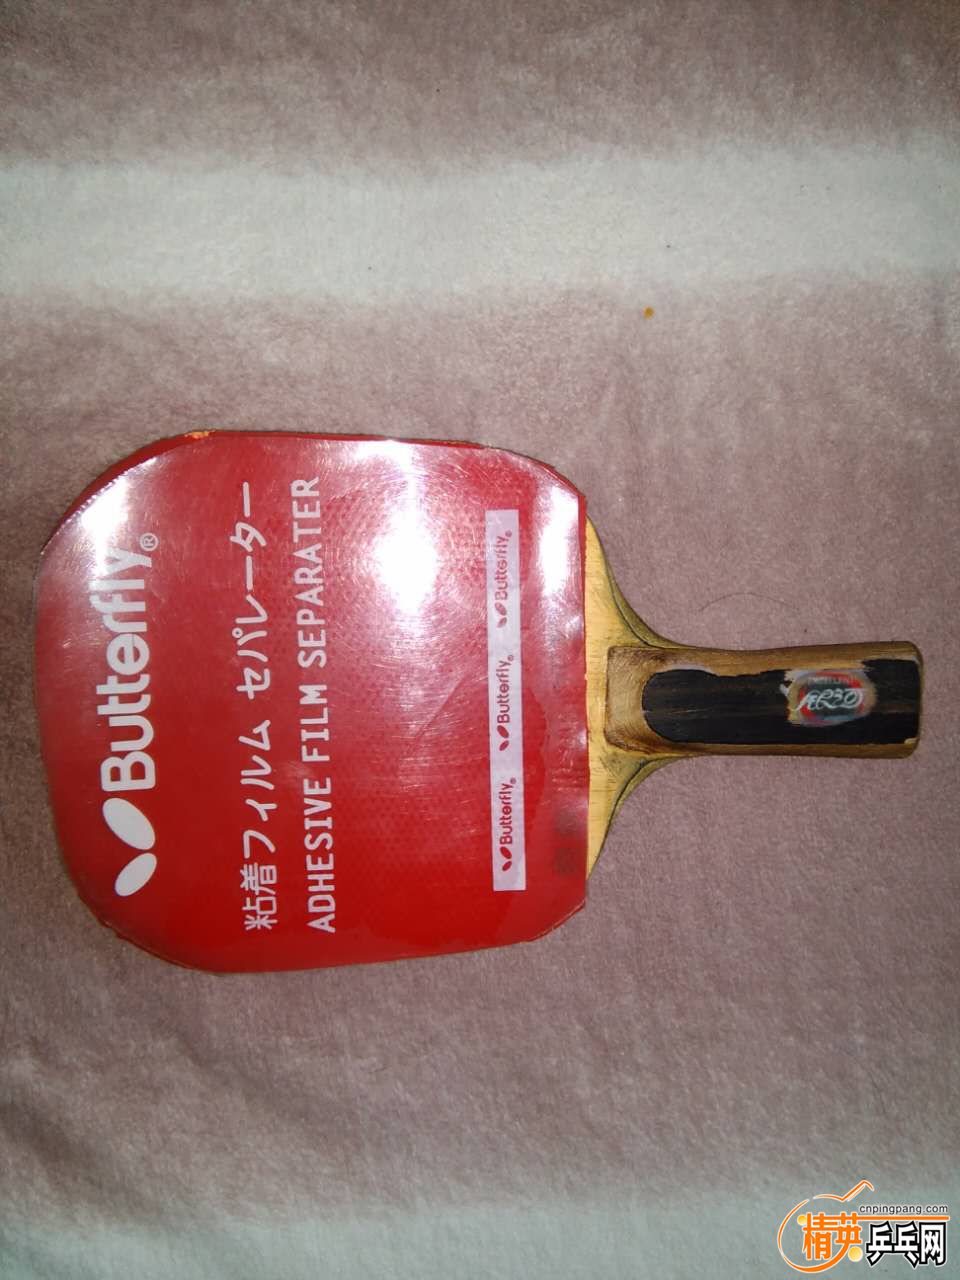 Butterfly®
粘着フィルム セパレーター
ADHESIVE FILM SEPARATER
Butterfly® Butterfly® Butterfly®
cnpingpang.com
精英乒乓网